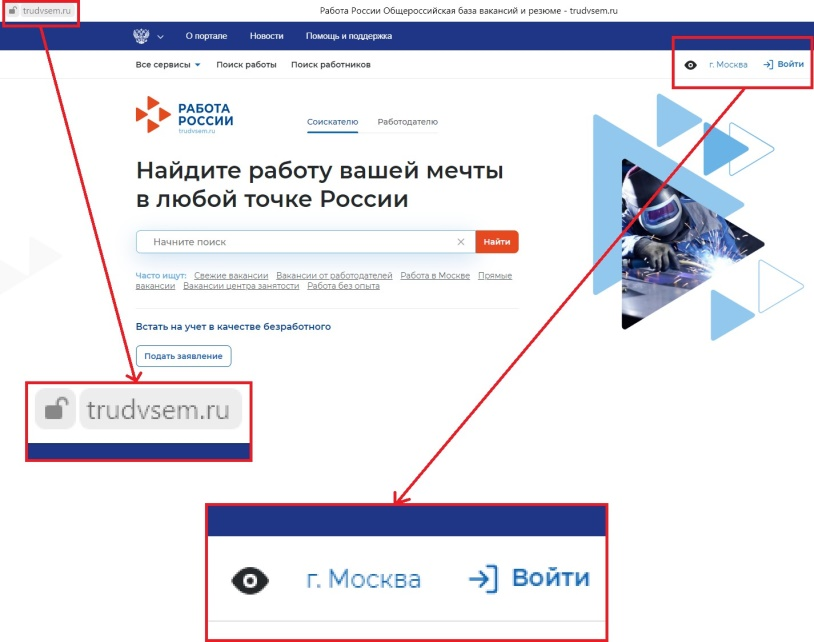 trudvsem.ru
Работа России Общероссийская база вакансий и резюме - trudvsem.ru
О портале Новости Помощь и поддержка
Все сервисы Поиск работы Поиск работников
г. Москва Войти
РАБОТА
РОССИИ
trudvsem.ru
Соискателю Работодателю
Найдите работу вашей мечты
в любой точке России
Начните поиск
Найти
Часто ищут: Свежие вакансии Вакансии от работодателей Работа в Москве Прямые
вакансии Вакансии центра занятости Работа без опыта
Встать на учет в качестве безработного
Подать заявление
trudvsem.ru
г. Москва Войти